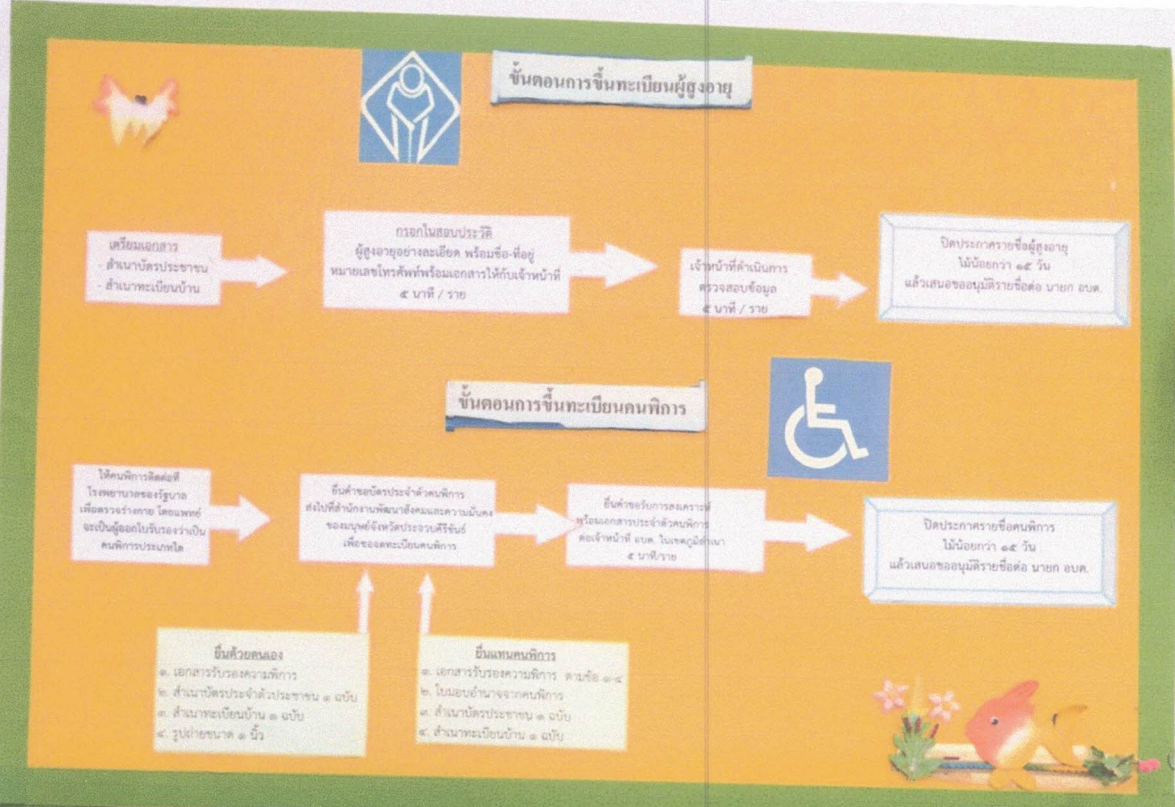 ขั้นตอนการขึ้นทะเบียนผู้สูงอายุ
เตรียมเอกสาร
- สำเนาบัตรประชาชน
- สำเนาทะเบียนบ้าน
กรอกในสอบประวัติ
ผู้สูงอายุอย่างละเอียด พร้อมชื่อ-ที่อยู่
หมายเลขโทรศัพท์พร้อมเอกสารให้กับเจ้าหน้าที่
๕ นาที / ราย
เจ้าหน้าที่ดำเนินการ
ตรวจสอบข้อมูล
๕ นาที / ราย
ปิดประกาศรายชื่อผู้สูงอายุ
ไม้น้อยกว่า ๑๕ วัน
แล้วเสนอขออนุมัติรายชื่อต่อ นายก อบต.
ขั้นตอนการขึ้นทะเบียนคนพิการ
ให้คนพิการติดต่อที่
โรงพยาบาลของรัฐบาล
เพื่อตรวจร่างกาย โดยแพทย์
จะเป็นผู้ออกใบรับรองว่าเป็น
คนพิการประเภทใด
ยื่นคำขอบัตรประจำตัวคนพิการ
ส่งไปที่สำนักงานพัฒนาสังคมและความมั่นคง
ของมนุษย์จังหวัดประจวบคีรีขันธ์
เพื่อขอจดทะเบียนคนพิการ
ยื่นคำขอรับการสงเคราะห์
พร้อมเอกสารประจำตัวคนพิการ
ต่อเจ้าหน้าที่ อบต. ในเขตภูมิลำเนา
๕ นาที/ราย
ปิดประกาศรายชื่อคนพิการ
ไม้น้อยกว่า ๑๕ วัน
แล้วเสนอขออนุมัติรายชื่อต่อ นายก อบต.
ยื่นด้วยตนเอง
๑. เอกสารรับรองความพิการ
๒. สำเนาบัตรประจำตัวประชาชน ๑ ฉบับ
๓. สำเนาทะเบียนบ้าน ๑ ฉบับ
๔. รูปถ่ายขนาด ๑ นิ้ว
ยื่นแทนคนพิการ
๑. เอกสารรับรองความพิการ ตามข้อ ๑-๔
๒. ใบมอบอำนาจจากคนพิการ
๓. สำเนาบัตรประชาชน ๑ ฉบับ
๔. สำเนาทะเบียนบ้าน ๑ ฉบับ